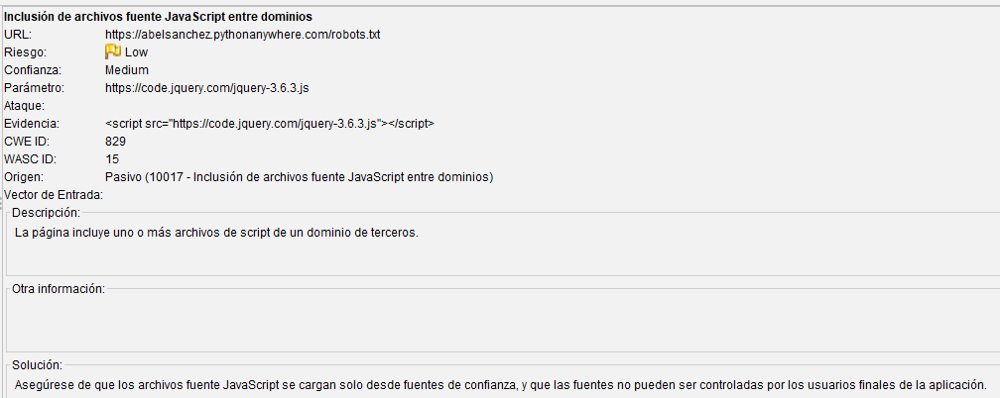 Inclusión de archivos fuente JavaScript entre dominios
URL: https://abelsanchez.pythonanywhere.com/robots.txt
Riesgo: Low
Confianza: Medium
Parámetro: https://code.jquery.com/jquery-3.6.3.js
Ataque:
Evidencia: <script src="https://code.jquery.com/jquery-3.6.3.js"></script>
CWE ID: 829
WASC ID: 15
Origen: Pasivo (10017 - Inclusión de archivos fuente JavaScript entre dominios)
Vector de Entrada:
Descripción:
La página incluye uno o más archivos de script de un dominio de terceros.
Otra información:
Solución:
Asegúrese de que los archivos fuente JavaScript se cargan solo desde fuentes de confianza, y que las fuentes no pueden ser controladas por los usuarios finales de la aplicación.